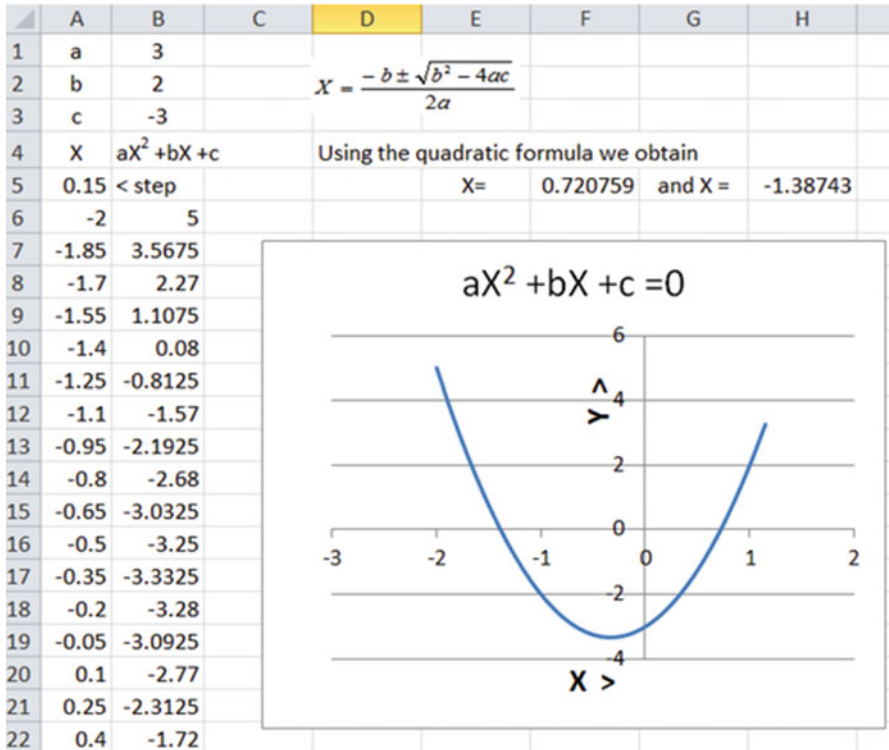 A B C D E F G H
1 a 3
2 b 2 X = −b ± √b² − 4ac / 2a
3 c -3
4 X aX² +bX +c Using the quadratic formula we obtain
5 0.15 < step X= 0.720759 and X = -1.38743
6 -2 5
7 -1.85 3.5675
8 -1.7 2.27
9 -1.55 1.1075
10 -1.4 0.08
11 -1.25 -0.8125
12 -1.1 -1.57
13 -0.95 -2.1925
14 -0.8 -2.68
15 -0.65 -3.0325
16 -0.5 -3.25
17 -0.35 -3.3325
18 -0.2 -3.28
19 -0.05 -3.0925
20 0.1 -2.77
21 0.25 -2.3125
22 0.4 -1.72
aX² +bX +c =0
6
4
2
0
-2
-4
Y >
-3 -2 -1 0 1 2
X >